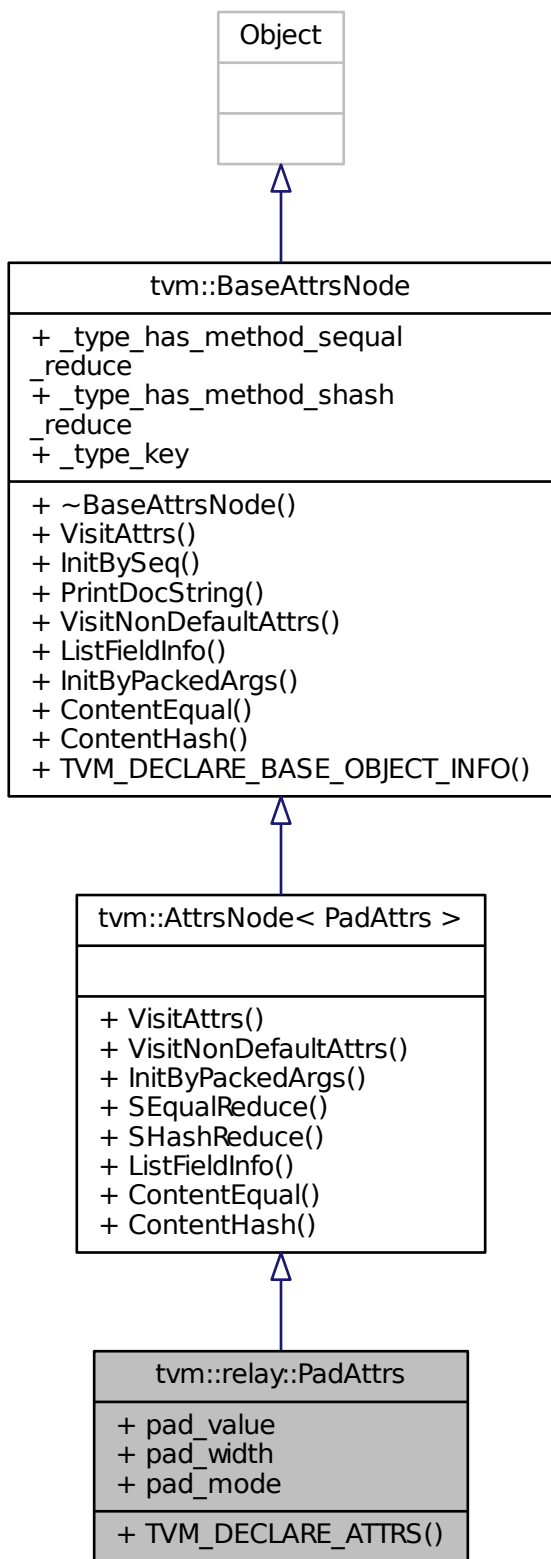 Object
tvm::BaseAttrsNode
+ _type_has_method_sequal
_reduce
+ _type_has_method_shash
_reduce
+ _type_key
+ ~BaseAttrsNode()
+ VisitAttrs()
+ InitBySeq()
+ PrintDocString()
+ VisitNonDefaultAttrs()
+ ListFieldInfo()
+ InitByPackedArgs()
+ ContentEqual()
+ ContentHash()
+ TVM_DECLARE_BASE_OBJECT_INFO()
tvm::AttrsNode< PadAttrs >
+ VisitAttrs()
+ VisitNonDefaultAttrs()
+ InitByPackedArgs()
+ SEqualReduce()
+ SHashReduce()
+ ListFieldInfo()
+ ContentEqual()
+ ContentHash()
tvm::relay::PadAttrs
+ pad_value
+ pad_width
+ pad_mode
+ TVM_DECLARE_ATTRS()